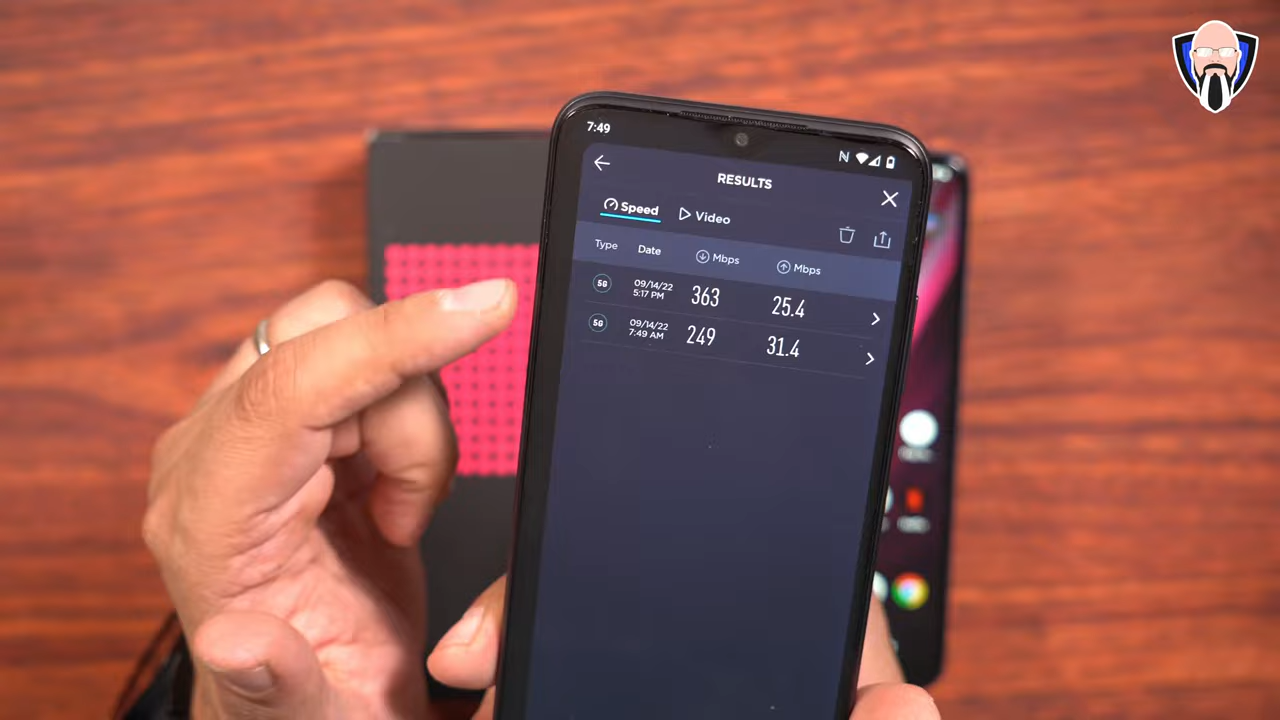 7:49
RESULTS
Speed Video
Type Date Mbps Mbps
5G 09/14/22 5:17 PM 363 25.4
5G 09/14/22 7:49 AM 249 31.4